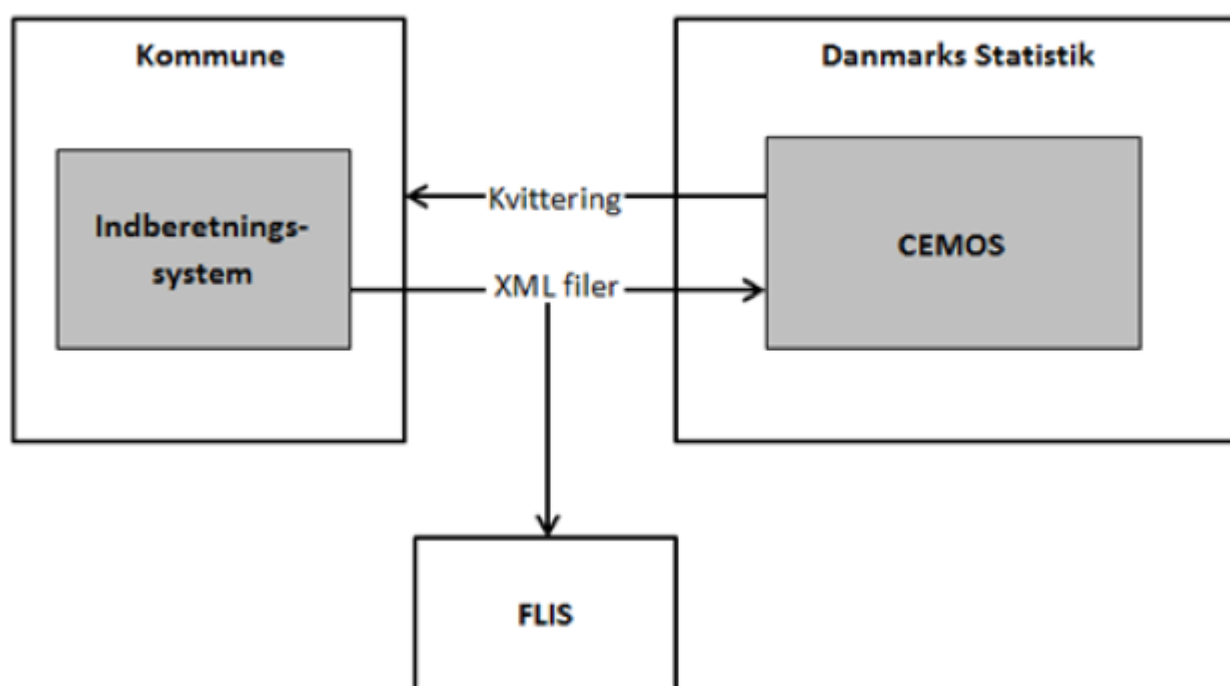 Kommune
Danmarks Statistik
Indberetnings-
system
Kvittering
XML filer
CEMOS
FLIS